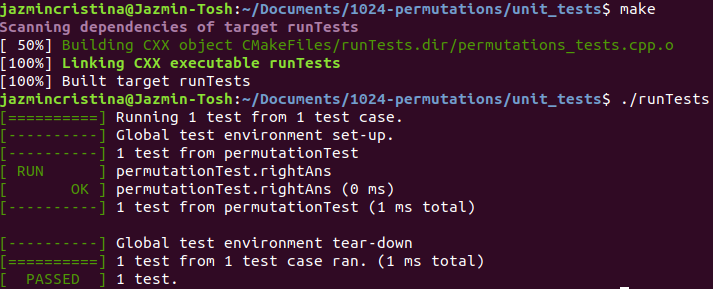 jazmincristina@Jazmin-Tosh:~/Documents/1024-permutations/unit_tests$ make
Scanning dependencies of target runTests
[ 50%] Building CXX object CMakeFiles/runTests.dir/permutations_tests.cpp.o
[100%] Linking CXX executable runTests
[100%] Built target runTests
jazmincristina@Jazmin-Tosh:~/Documents/1024-permutations/unit_tests$ ./runTests
[==========] Running 1 test from 1 test case.
[----------] Global test environment set-up.
[----------] 1 test from permutationTest
[ RUN      ] permutationTest.rightAns
[       OK ] permutationTest.rightAns (0 ms)
[----------] 1 test from permutationTest (1 ms total)

[----------] Global test environment tear-down
[==========] 1 test from 1 test case ran. (1 ms total)
[  PASSED  ] 1 test.